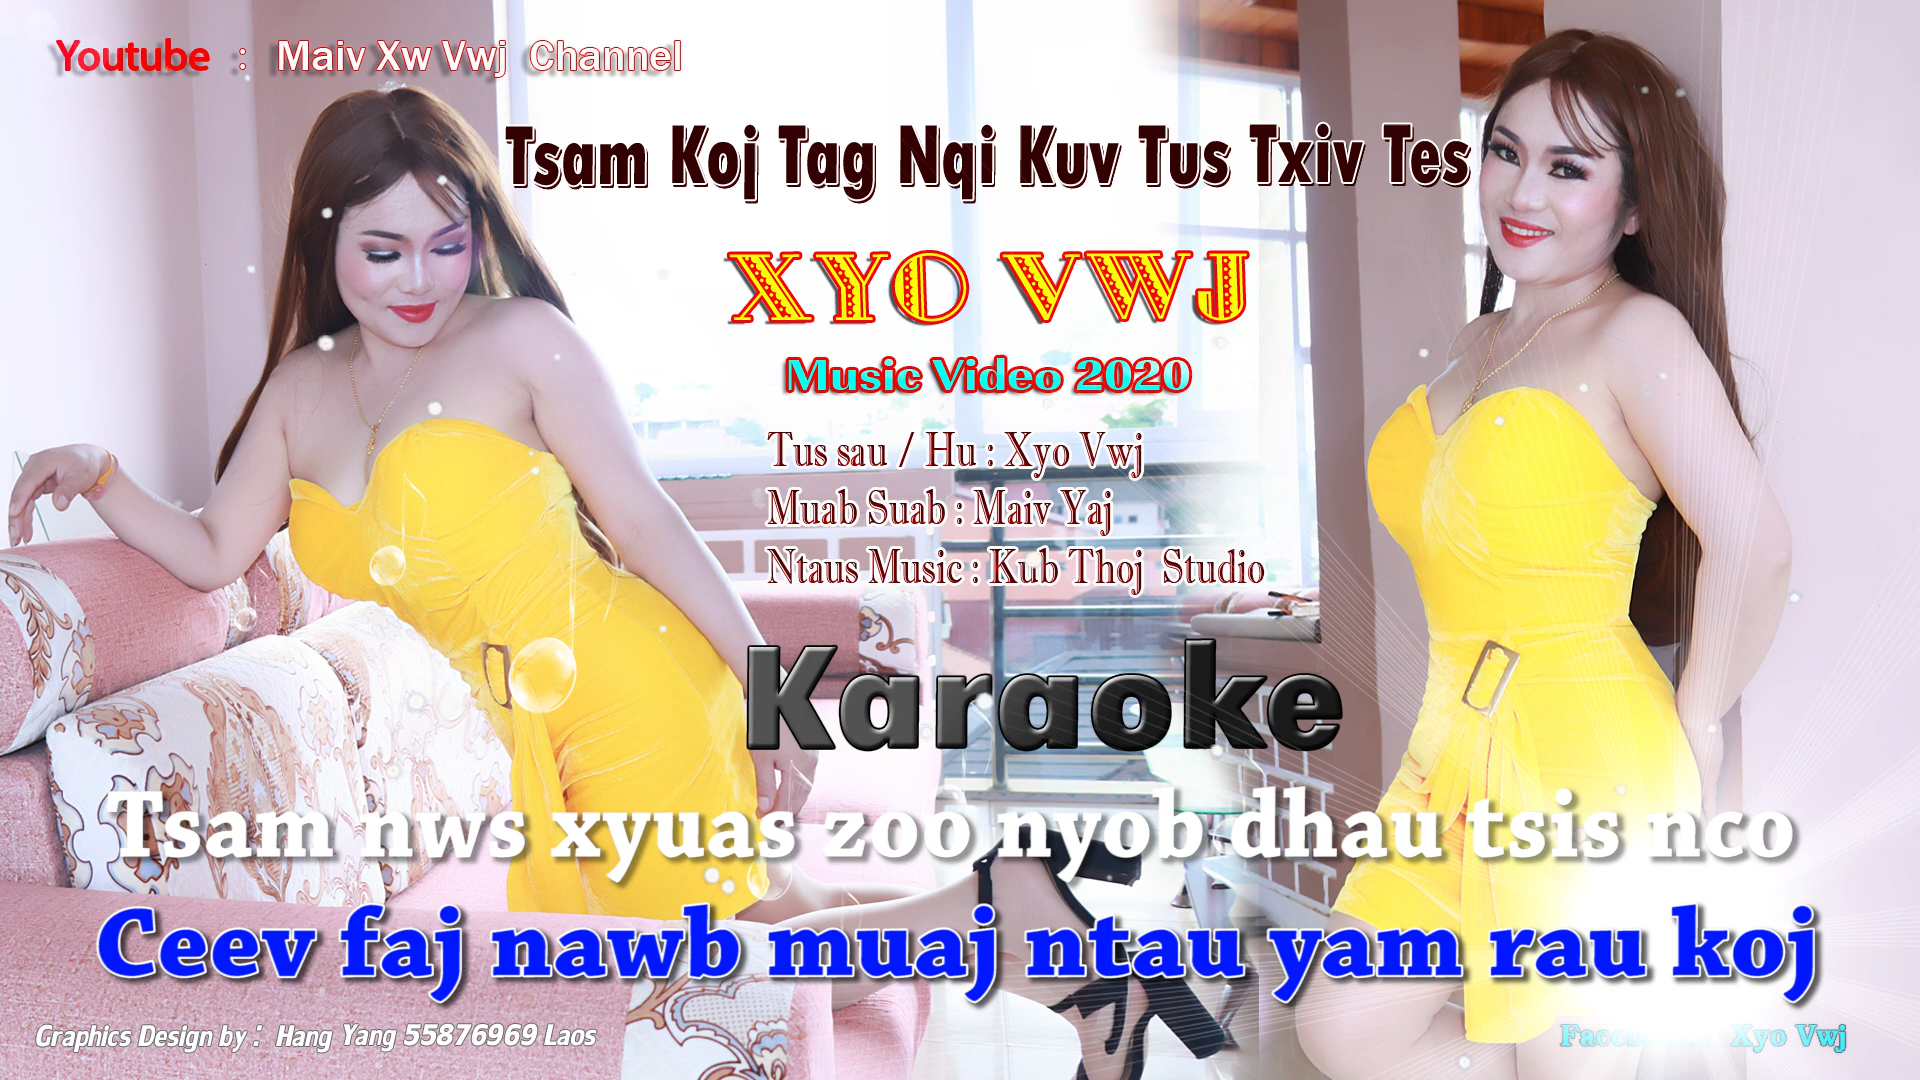 Youtube : Maiv Xw Vwj Channel
Tsam Koj Tag Nqi Kuv Tus Txiv Tes
XYO VWJ
Music Video 2020
Tus sau / Hu : Xyo Vwj
Muab Suab : Maiv Yaj
Ntaus Music : Kub Thoj Studio
Karaoke
Tsam nws xyuas zoo nyob dhau tsis nco
Ceev faj nawb muaj ntau yam rau koj
Graphics Design by : Hang Yang 55876969 Laos
Xyo Vwj